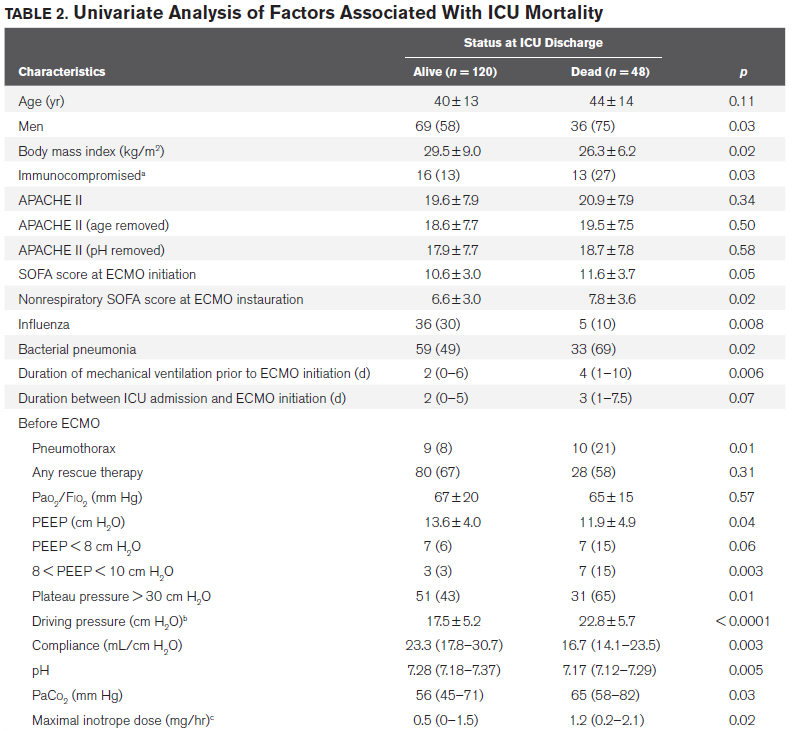 TABLE 2. Univariate Analysis of Factors Associated With ICU Mortality
Status at ICU Discharge
Characteristics Alive (n = 120) Dead (n = 48) p
Age (yr) 40±13 44±14 0.11
Men 69 (58) 36 (75) 0.03
Body mass index (kg/m²) 29.5±9.0 26.3±6.2 0.02
Immunocompromisedᵃ 16 (13) 13 (27) 0.03
APACHE II 19.6±7.9 20.9±7.9 0.34
APACHE II (age removed) 18.6±7.7 19.5±7.5 0.50
APACHE II (pH removed) 17.9±7.7 18.7±7.8 0.58
SOFA score at ECMO initiation 10.6±3.0 11.6±3.7 0.05
Nonrespiratory SOFA score at ECMO instauration 6.6±3.0 7.8±3.6 0.02
Influenza 36 (30) 5 (10) 0.008
Bacterial pneumonia 59 (49) 33 (69) 0.02
Duration of mechanical ventilation prior to ECMO initiation (d) 2 (0–6) 4 (1–10) 0.006
Duration between ICU admission and ECMO initiation (d) 2 (0–5) 3 (1–7.5) 0.07
Before ECMO
Pneumothorax 9 (8) 10 (21) 0.01
Any rescue therapy 80 (67) 28 (58) 0.31
Pao₂/Fio₂ (mm Hg) 67±20 65±15 0.57
PEEP (cm H₂O) 13.6±4.0 11.9±4.9 0.04
PEEP < 8 cm H₂O 7 (6) 7 (15) 0.06
8 < PEEP < 10 cm H₂O 3 (3) 7 (15) 0.003
Plateau pressure > 30 cm H₂O 51 (43) 31 (65) 0.01
Driving pressure (cm H₂O)ᵇ 17.5±5.2 22.8±5.7 < 0.0001
Compliance (mL/cm H₂O) 23.3 (17.8–30.7) 16.7 (14.1–23.5) 0.003
pH 7.28 (7.18–7.37) 7.17 (7.12–7.29) 0.005
PaCo₂ (mm Hg) 56 (45–71) 65 (58–82) 0.03
Maximal inotrope dose (mg/hr)ᶜ 0.5 (0–1.5) 1.2 (0.2–2.1) 0.02